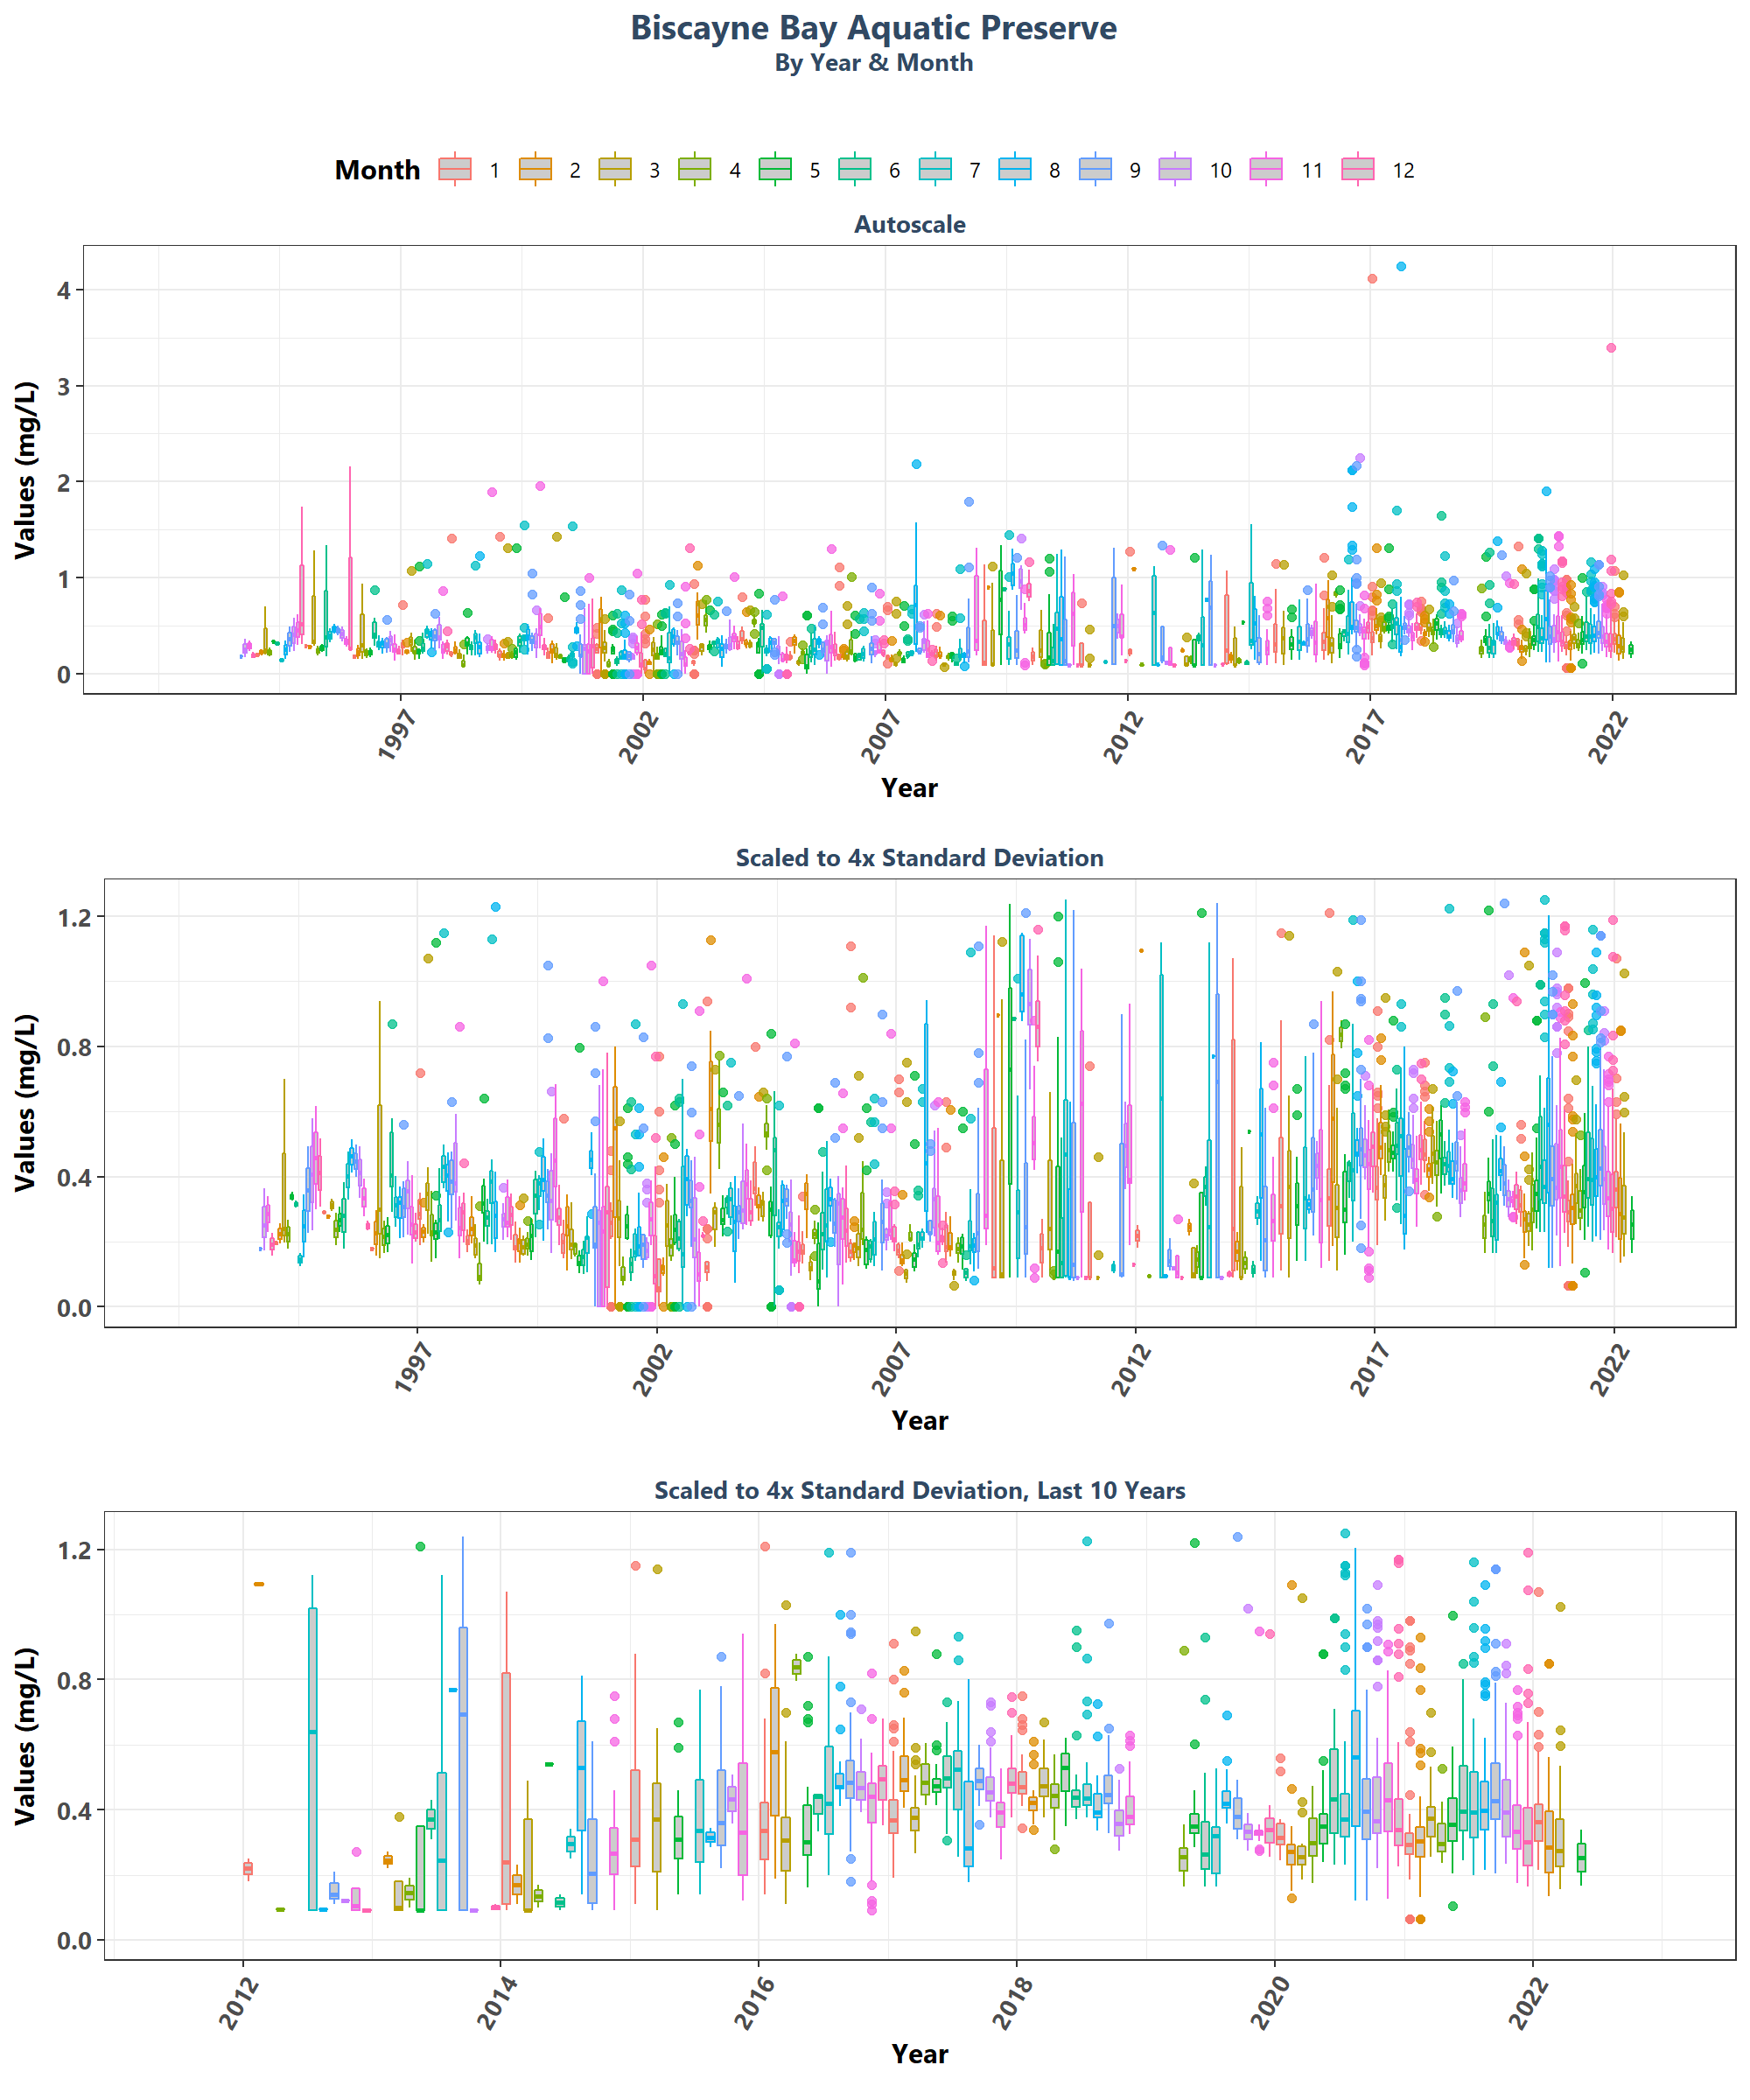 Biscayne Bay Aquatic Preserve
By Year & Month
Month 1 2 3 4 5 6 7 8 9 10 11 12
Autoscale
Values (mg/L)
4
3
2
1
0
1997 2002 2007 2012 2017 2022
Year
Scaled to 4x Standard Deviation
Values (mg/L)
1.2
0.8
0.4
0.0
1997 2002 2007 2012 2017 2022
Year
Scaled to 4x Standard Deviation, Last 10 Years
Values (mg/L)
1.2
0.8
0.4
0.0
2012 2014 2016 2018 2020 2022
Year